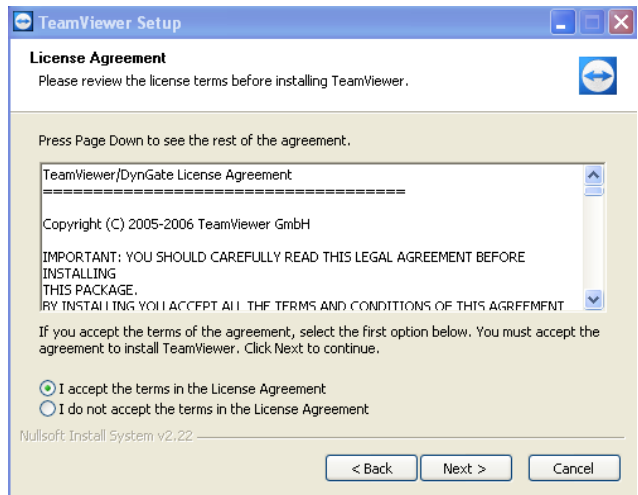 TeamViewer Setup
License Agreement
Please review the license terms before installing TeamViewer.
Press Page Down to see the rest of the agreement.
TeamViewer/DynGate License Agreement
=====================================
Copyright (C) 2005-2006 TeamViewer GmbH
IMPORTANT: YOU SHOULD CAREFULLY READ THIS LEGAL AGREEMENT BEFORE
INSTALLING
THIS PACKAGE.
BY INSTALLING YOU ACCEPT ALL THE TERMS AND CONDITIONS OF THIS AGREEMENT
If you accept the terms of the agreement, select the first option below. You must accept the
agreement to install TeamViewer. Click Next to continue.
I accept the terms in the License Agreement
I do not accept the terms in the License Agreement
Nullsoft Install System v2.22
< Back Next > Cancel